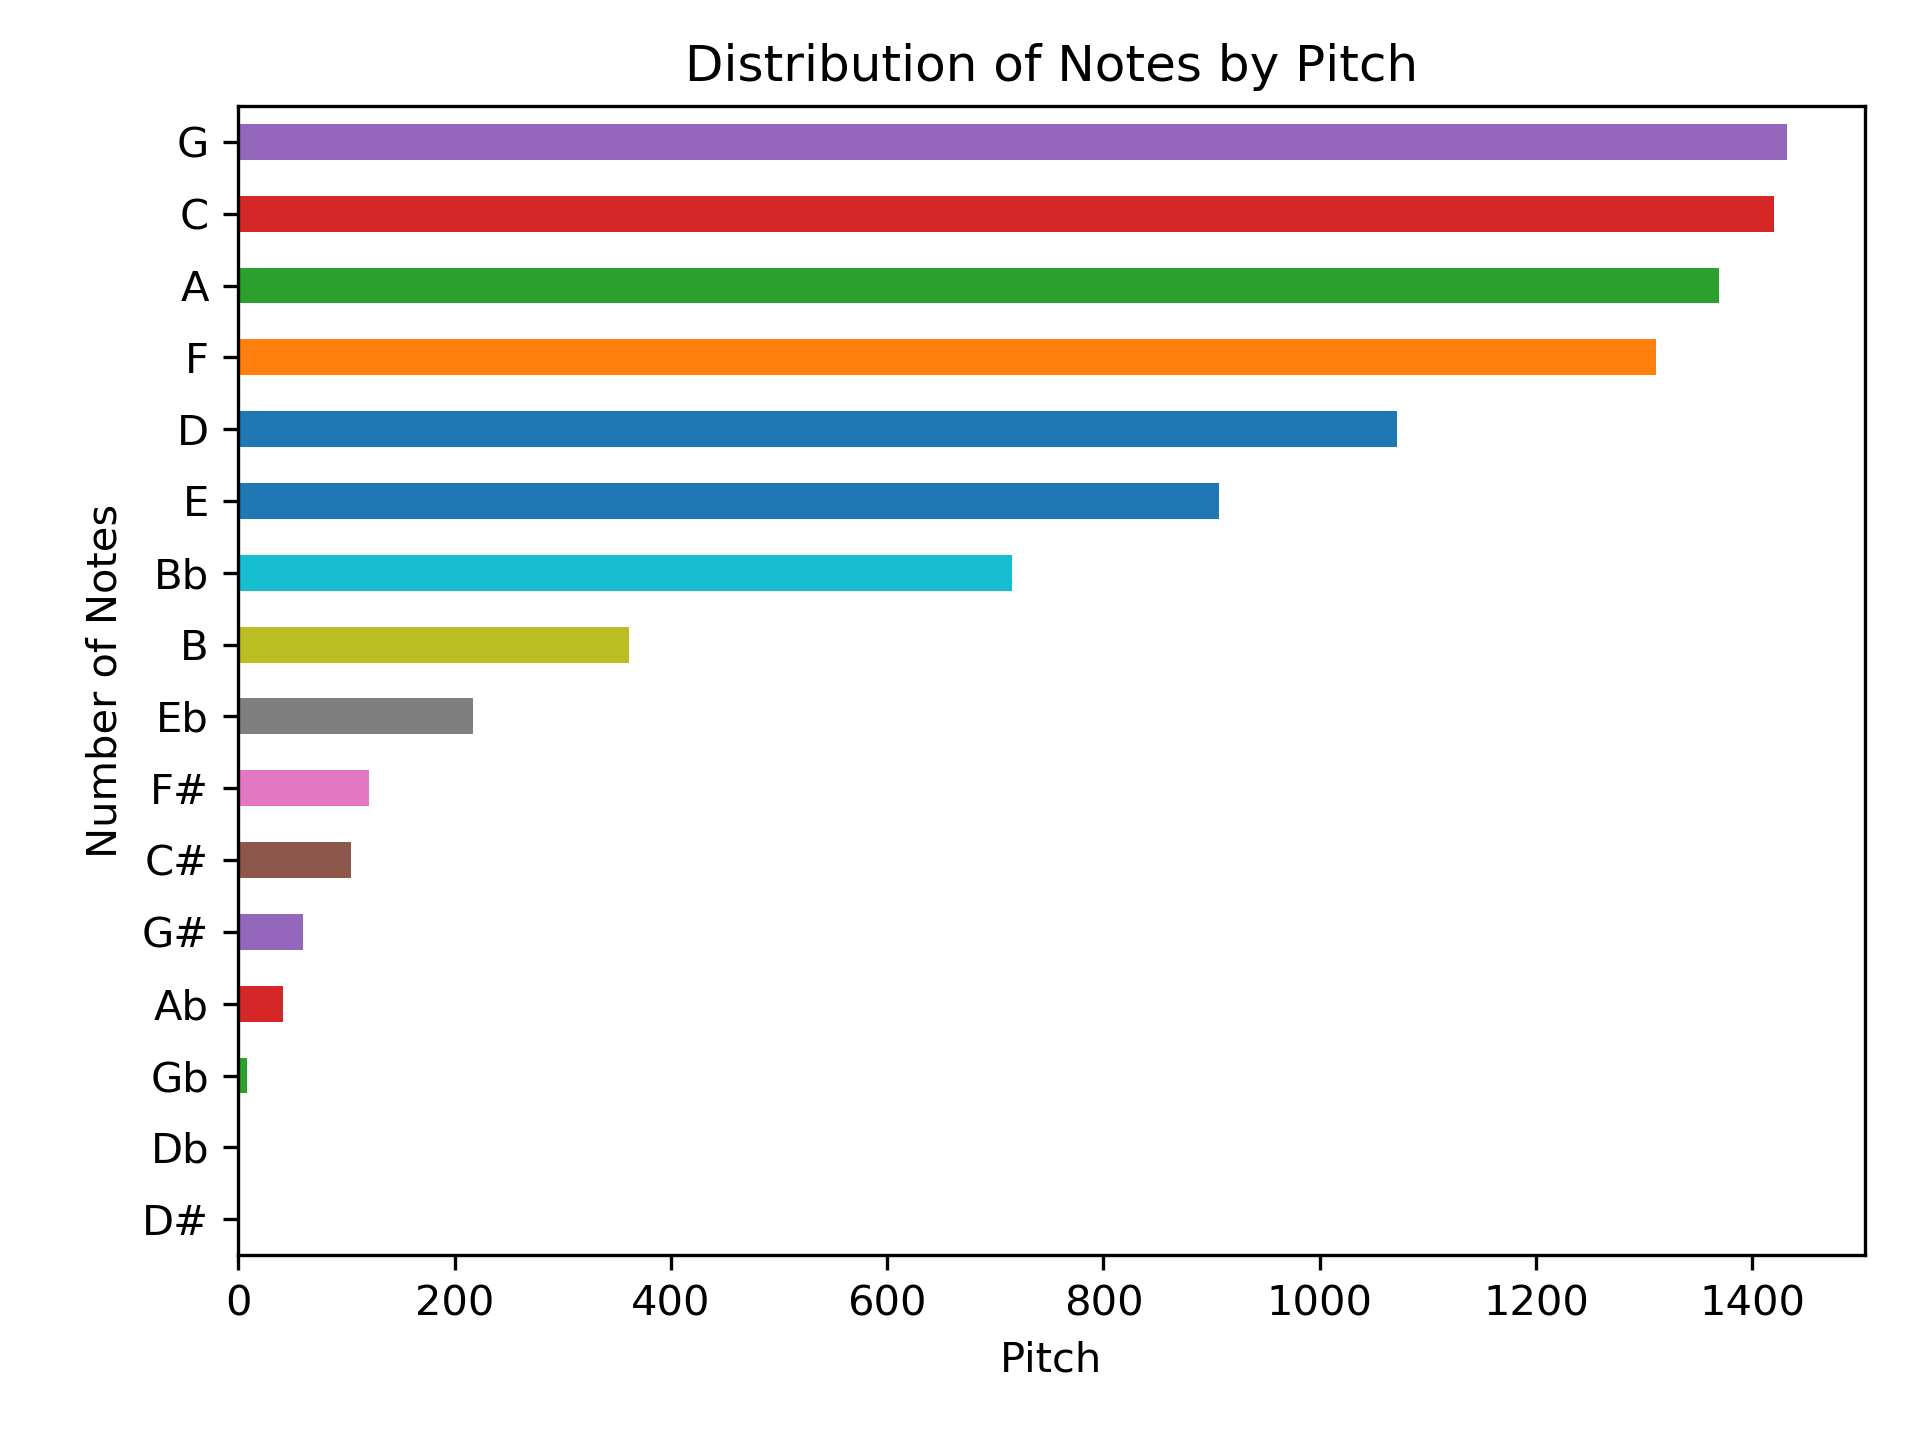 Distribution of Notes by Pitch
G
C
A
F
D
E
Bb
B
Eb
F#
C#
G#
Ab
Gb
Db
D#
Number of Notes
0 200 400 600 800 1000 1200 1400
Pitch